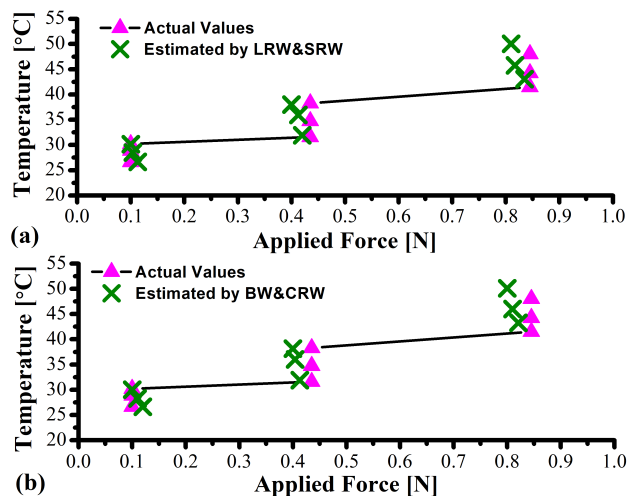 Temperature [°C]
55
50
45
40
35
30
25
20
Actual Values
Estimated by LRW&SRW
0.0 0.1 0.2 0.3 0.4 0.5 0.6 0.7 0.8 0.9 1.0
(a)
Applied Force [N]
Temperature [°C]
55
50
45
40
35
30
25
20
Actual Values
Estimated by BW&CRW
0.0 0.1 0.2 0.3 0.4 0.5 0.6 0.7 0.8 0.9 1.0
(b)
Applied Force [N]